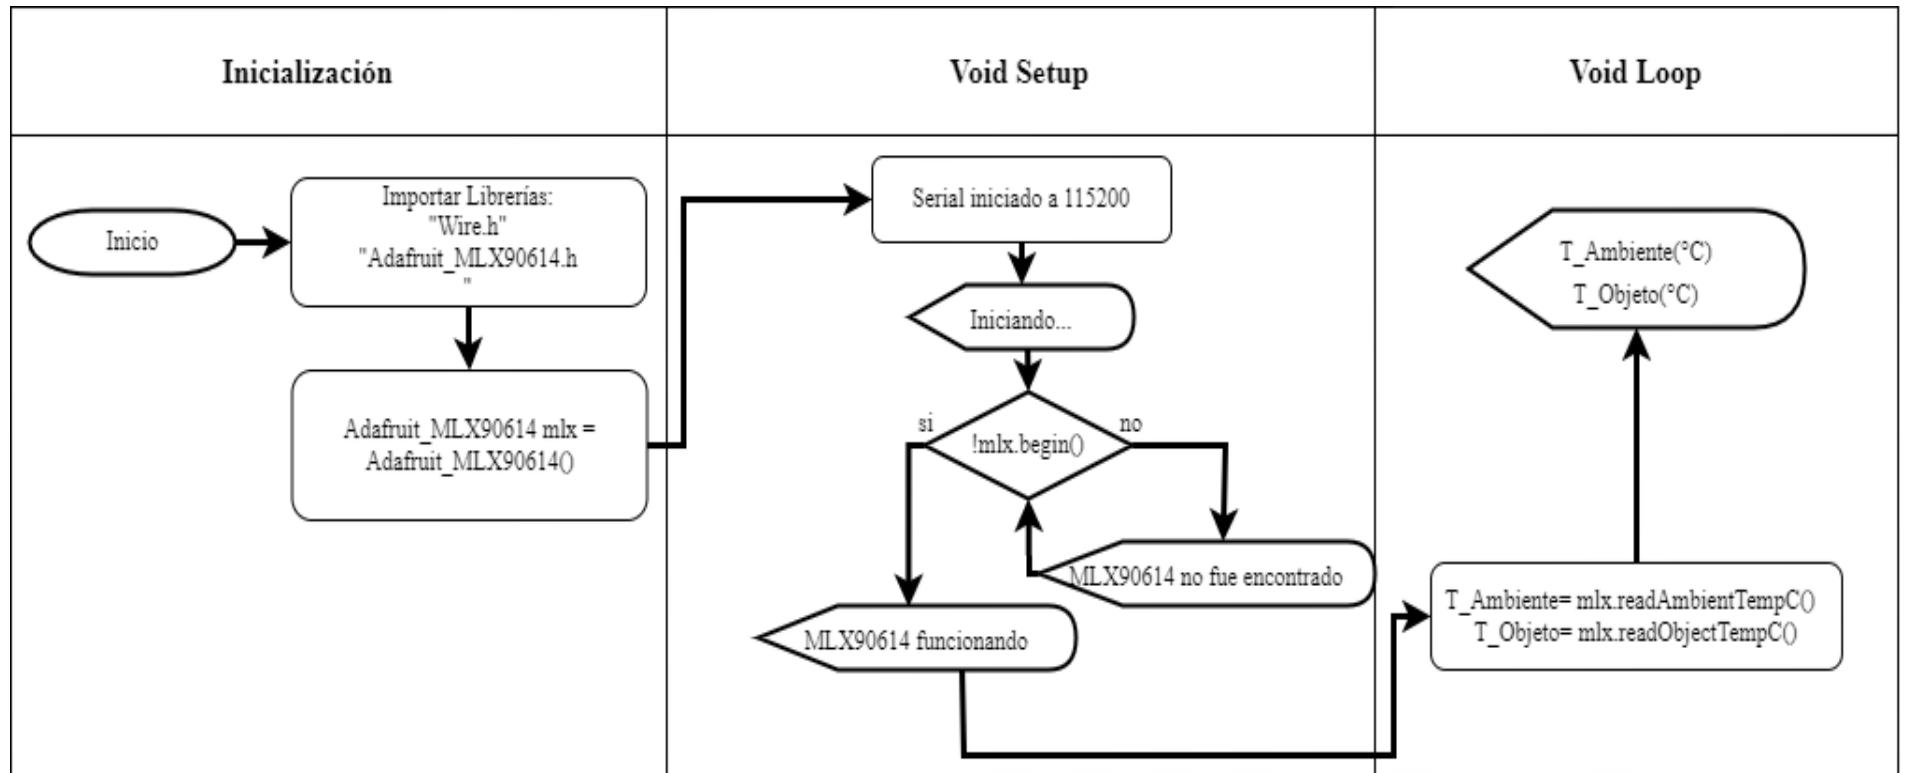 Inicialización
Void Setup
Void Loop
Inicio
Importar Librerías:
"Wire.h"
"Adafruit_MLX90614.h
"
Adafruit_MLX90614 mlx =
Adafruit_MLX90614()
Serial iniciado a 115200
Iniciando...
si
no
!mlx.begin()
MLX90614 no fue encontrado
MLX90614 funcionando
T_Ambiente(°C)
T_Objeto(°C)
T_Ambiente= mlx.readAmbientTempC()
T_Objeto= mlx.readObjectTempC()